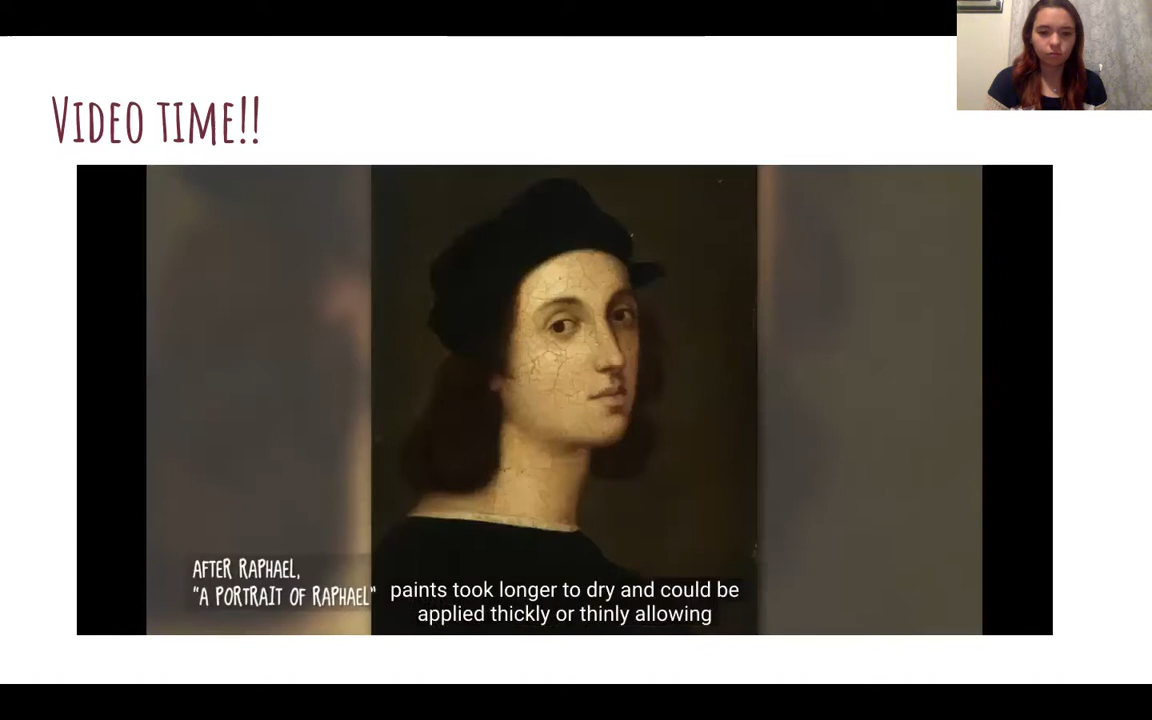 VIDEO TIME!!
AFTER RAPHAEL,
"A PORTRAIT OF RAPHAEL"
paints took longer to dry and could be
applied thickly or thinly allowing